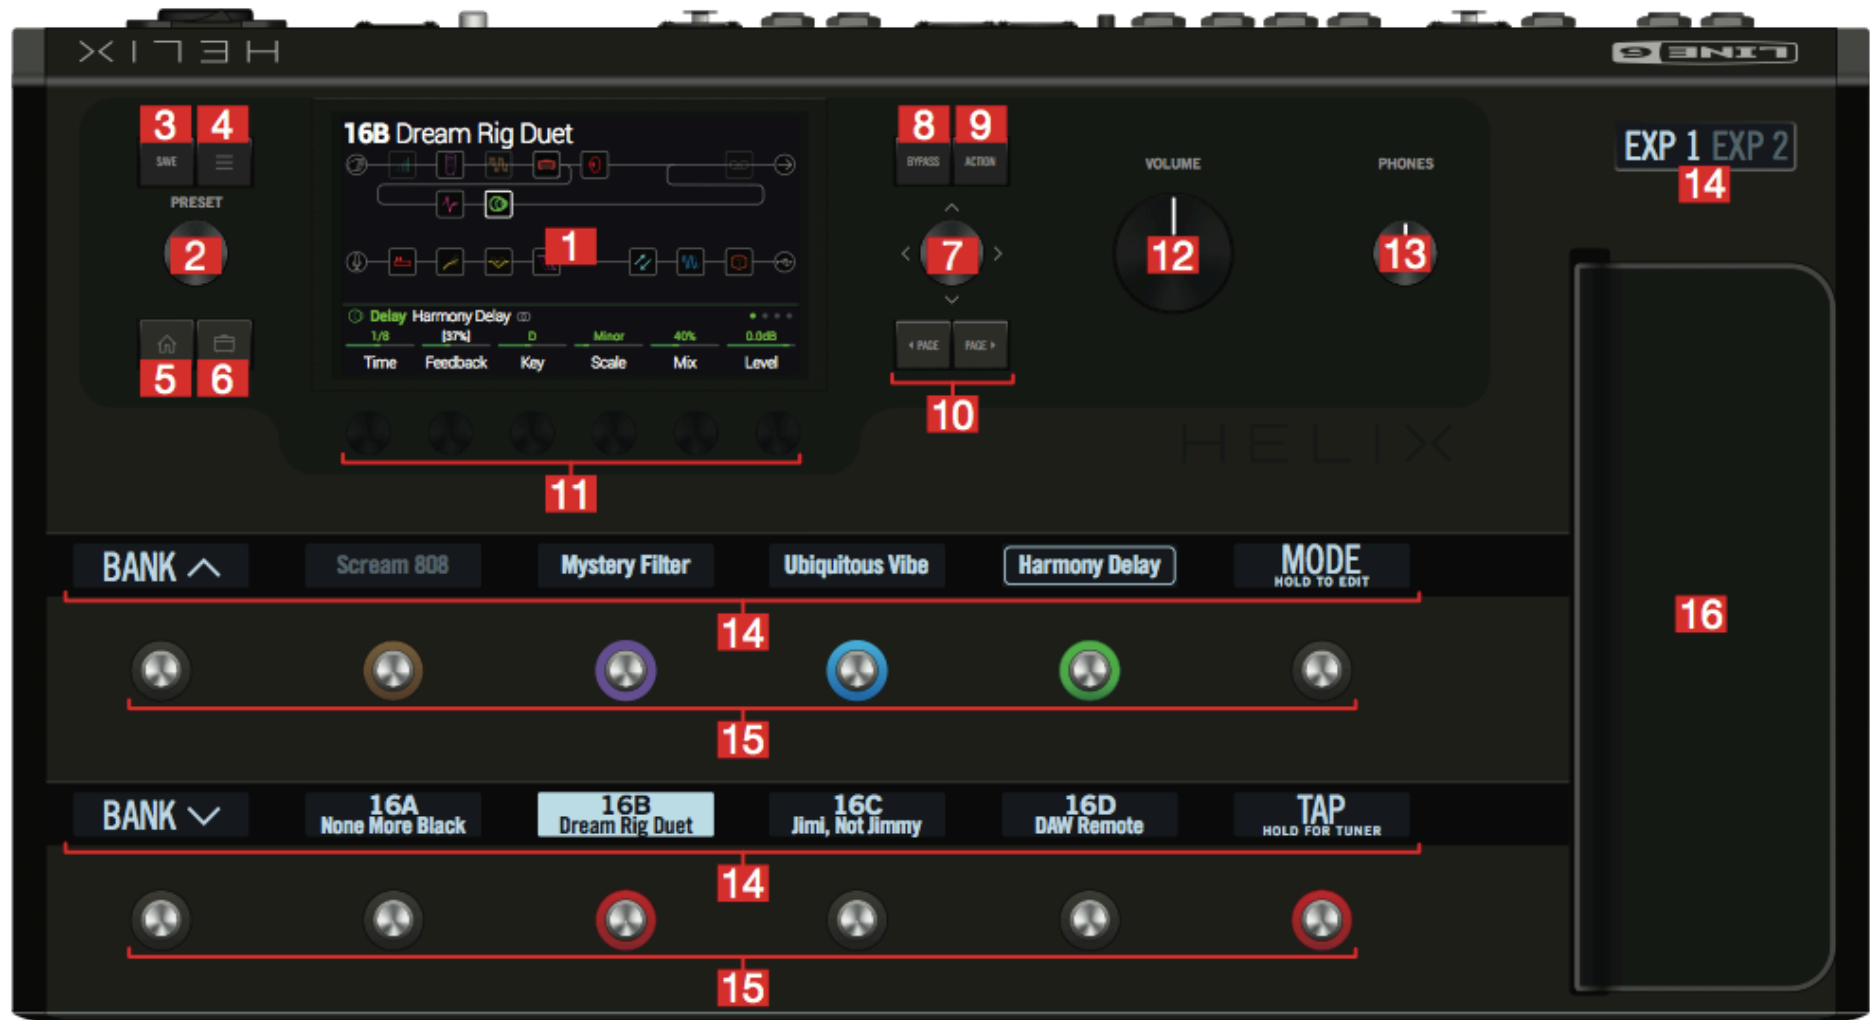 HELIX
LINE 6
3 4
SAVE
PRESET
2
5 6
16B Dream Rig Duet
1
Delay Harmony Delay
1/8 [37%] D Minor 40% 0.0dB
Time Feedback Key Scale Mix Level
11
8 9
BYPASS ACTION
7
PAGE PAGE
10
VOLUME
12
PHONES
13
EXP 1 EXP 2
14
HELIX
BANK
Scream 808
Mystery Filter
Ubiquitous Vibe
Harmony Delay
MODE
HOLD TO EDIT
14
15
16
BANK
16A
None More Black
16B
Dream Rig Duet
16C
Jimi, Not Jimmy
16D
DAW Remote
TAP
HOLD FOR TUNER
14
15